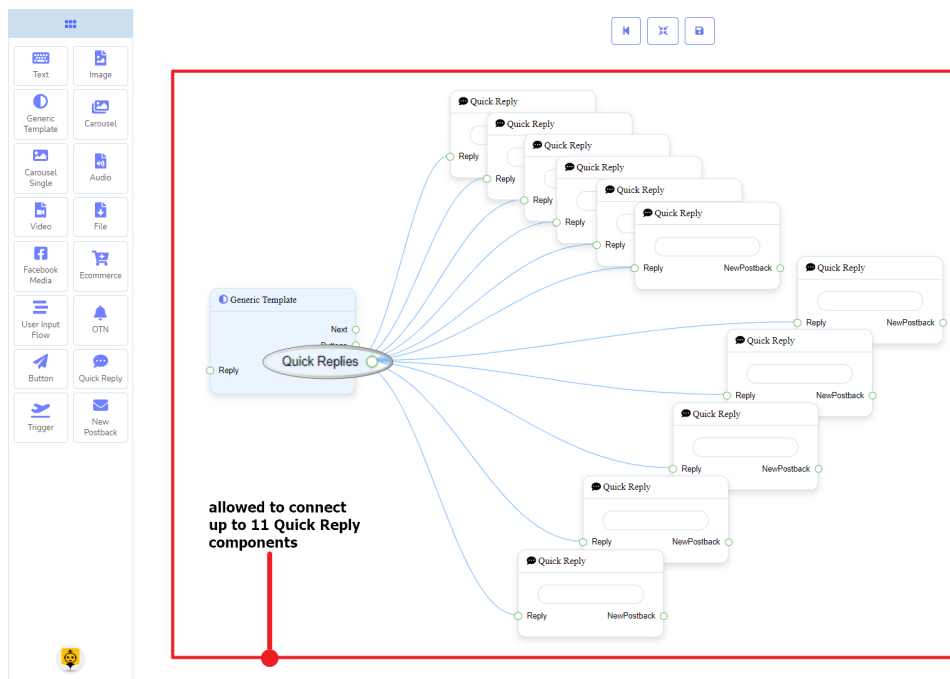 Text
Image
Generic
Template
Carousel
Carousel
Single
Audio
Video
File
Facebook
Media
Ecommerce
User Input
Flow
OTN
Button
Quick Reply
Trigger
New
Postback
Generic Template
Next
Buttons
Quick Replies
Reply
Quick Reply
Reply
Quick Reply
Reply
Quick Reply
Reply
Quick Reply
Reply
Quick Reply
Reply
Quick Reply
Reply NewPostback
Quick Reply
Reply NewPostback
Quick Reply
Reply NewPostback
Quick Reply
Reply NewPostback
Quick Reply
Reply NewPostback
Quick Reply
Reply NewPostback
allowed to connect
up to 11 Quick Reply
components